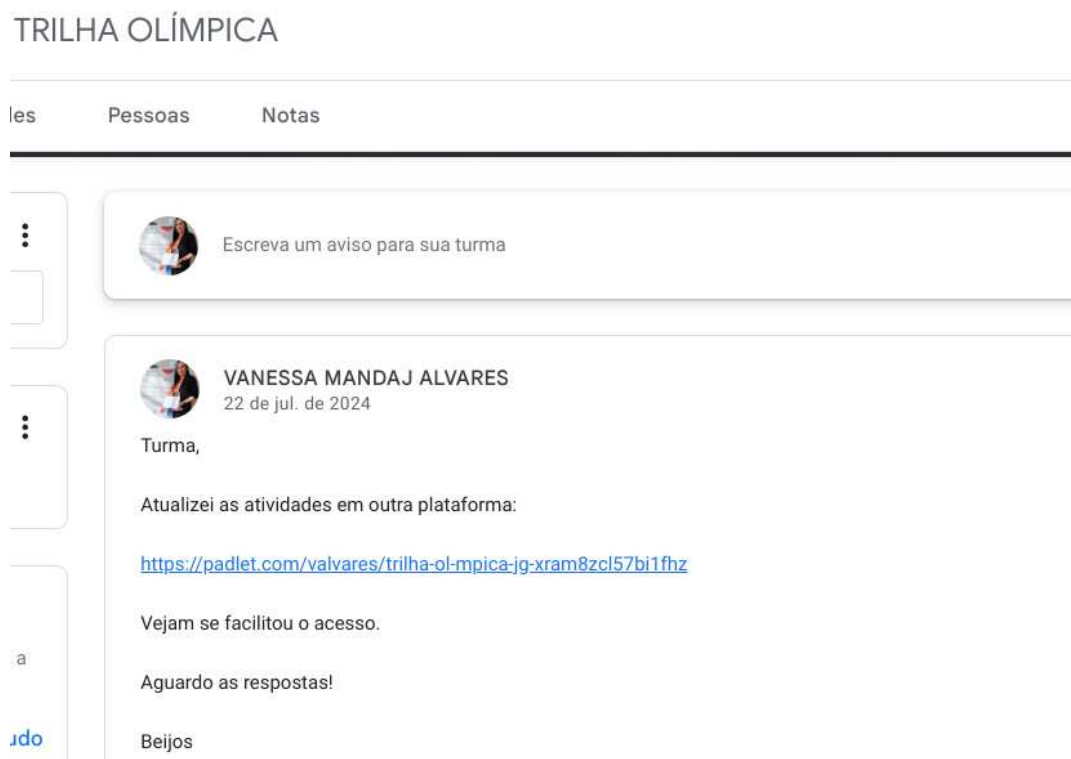 TRILHA OLÍMPICA
Pessoas Notas
Escreva um aviso para sua turma
VANESSA MANDAJ ALVARES
22 de jul. de 2024
Turma,
Atualizei as atividades em outra plataforma:
https://padlet.com/valvares/trilha-ol-mpica-jg-xram8zcl57bi1fhz
Vejam se facilitou o acesso.
a
Aguardo as respostas!
udo
Beijos